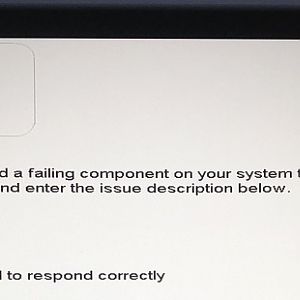 d a failing component on your system
nd enter the issue description below.
to respond correctly